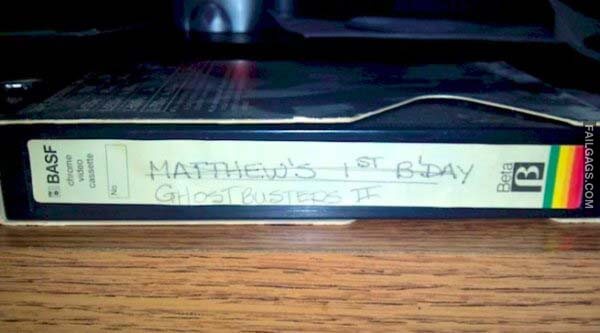 BASF
chrome
video
cassette
No
MATTHEW'S 1ST B'DAY
GHOSTBUSTERS II
Beta
B
FAILGAGS.COM